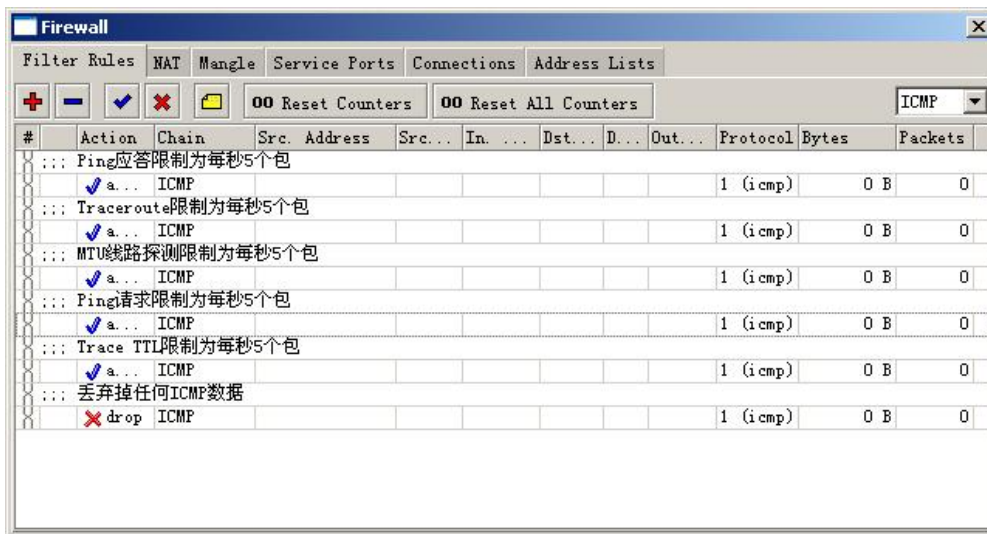 Firewall
Filter Rules NAT Mangle Service Ports Connections Address Lists
00 Reset Counters 00 Reset All Counters ICMP
# Action Chain Src. Address Src... In. ... Dst... D... Out... Protocol Bytes Packets
::: Ping应答限制为每秒5个包
a... ICMP 1 (icmp) 0 B 0
::: Traceroute限制为每秒5个包
a... ICMP 1 (icmp) 0 B 0
::: MTU线路探测限制为每秒5个包
a... ICMP 1 (icmp) 0 B 0
::: Ping请求限制为每秒5个包
a... ICMP 1 (icmp) 0 B 0
::: Trace TTL限制为每秒5个包
a... ICMP 1 (icmp) 0 B 0
::: 丢弃掉任何ICMP数据
drop ICMP 1 (icmp) 0 B 0